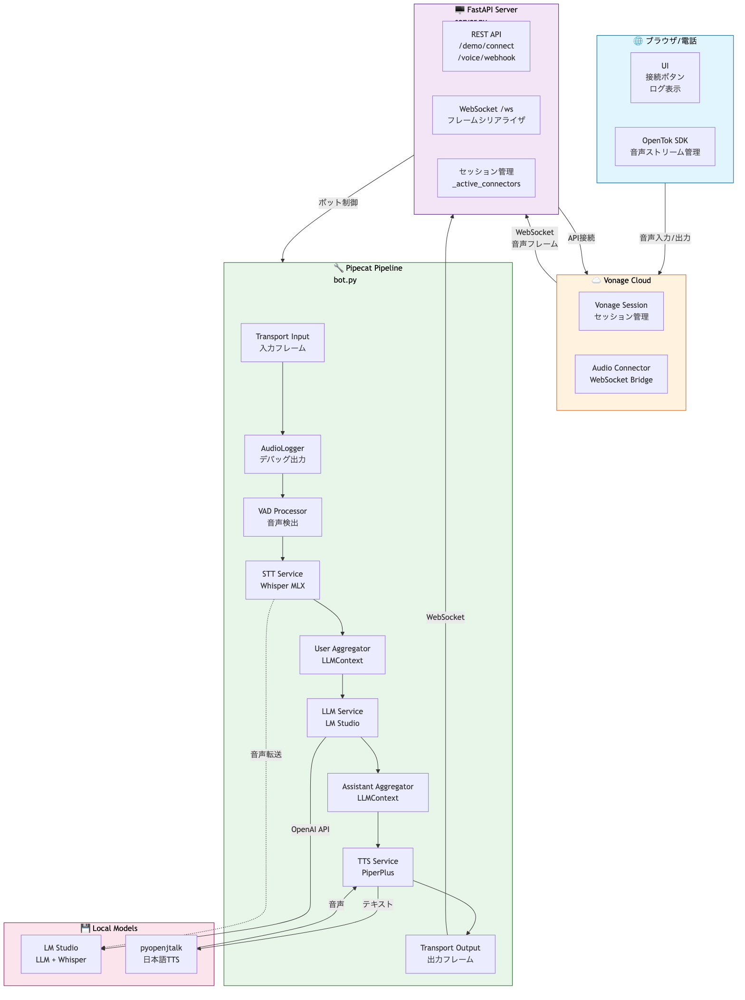 🖥️ FastAPI Server
server.py
REST API
/demo/connect
/voice/webhook
WebSocket /ws
フレームシリアライザ
セッション管理
_active_connectors
🌐 ブラウザ/電話
UI
接続ボタン
ログ表示
OpenTok SDK
音声ストリーム管理
ボット制御
WebSocket
音声フレーム
API接続
音声入力/出力
🔧 Pipecat Pipeline
bot.py
☁️ Vonage Cloud
Vonage Session
セッション管理
Audio Connector
WebSocket Bridge
Transport Input
入力フレーム
AudioLogger
デバッグ出力
VAD Processor
音声検出
STT Service
Whisper MLX
WebSocket
User Aggregator
LLMContext
LLM Service
LM Studio
音声転送
Assistant Aggregator
LLMContext
OpenAI API
TTS Service
PiperPlus
音声
テキスト
💾 Local Models
LM Studio
LLM + Whisper
pyopenjtalk
日本語TTS
Transport Output
出力フレーム